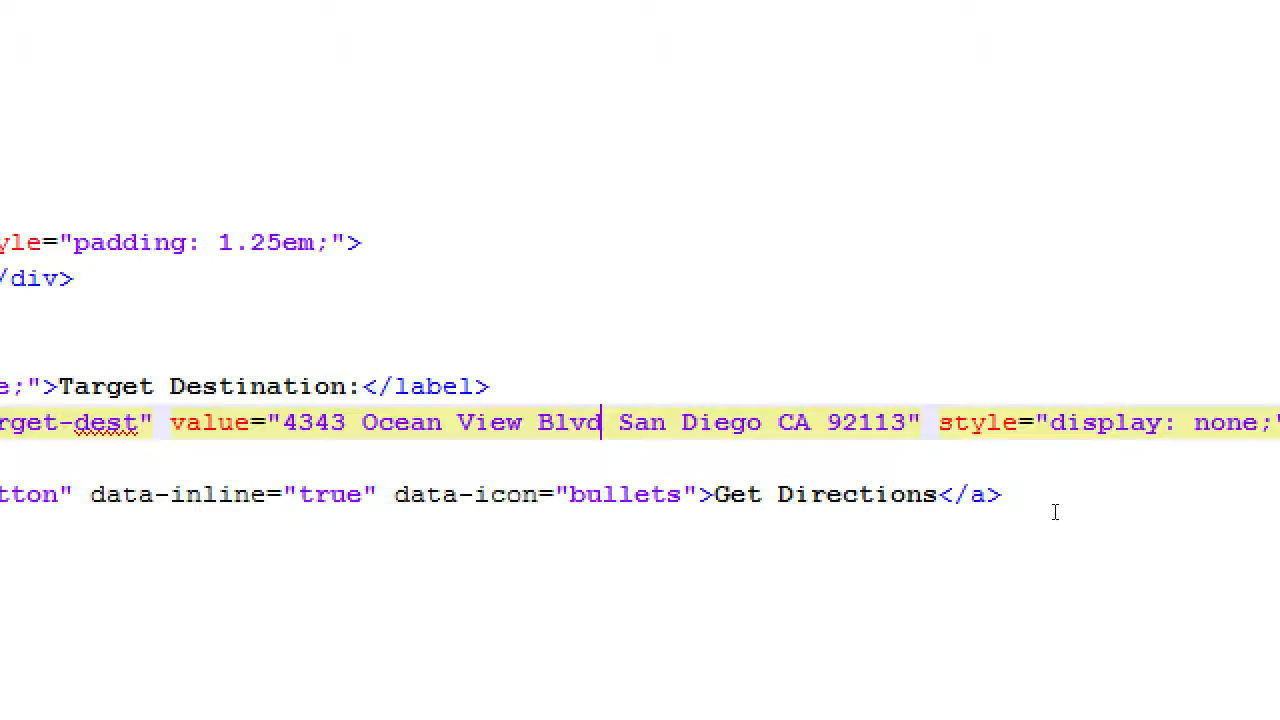 yle="padding: 1.25em;">
/div>
e;">Target Destination:</label>
rget-dest" value="4343 Ocean View Blvd San Diego CA 92113" style="display: none;"
tton" data-inline="true" data-icon="bullets">Get Directions</a>